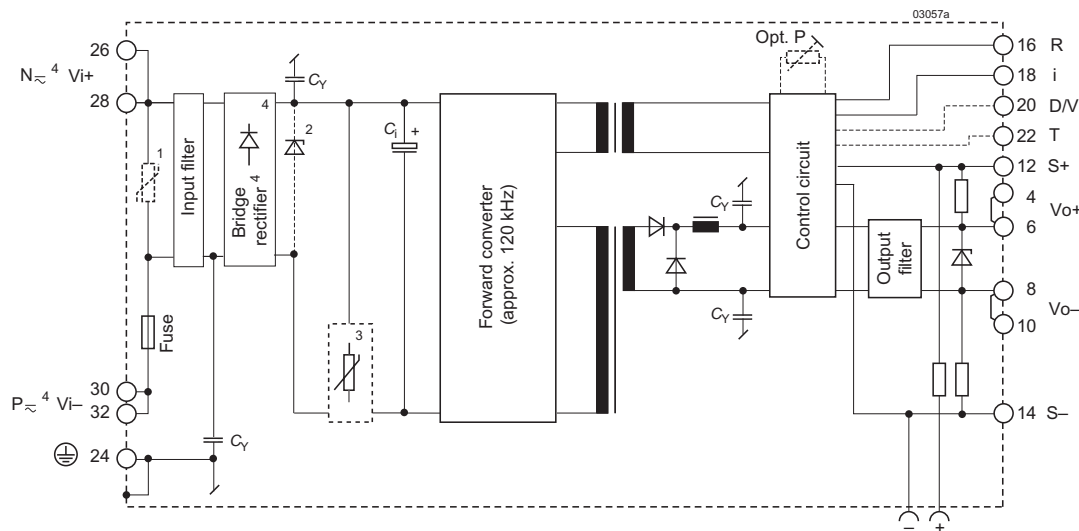 03057a
26
N≂ ⁴ Vi+
28
1
Input filter
4
Bridge
rectifier ⁴
CY
2
Ci +
3
Fuse
30
P≂ ⁴ Vi–
32
24
CY
Forward converter
(approx. 120 kHz)
CY
CY
Opt. P
Control circuit
Output
filter
16 R
18 i
20 D/V
22 T
12 S+
4
Vo+
6
8
Vo–
10
14 S–
– +